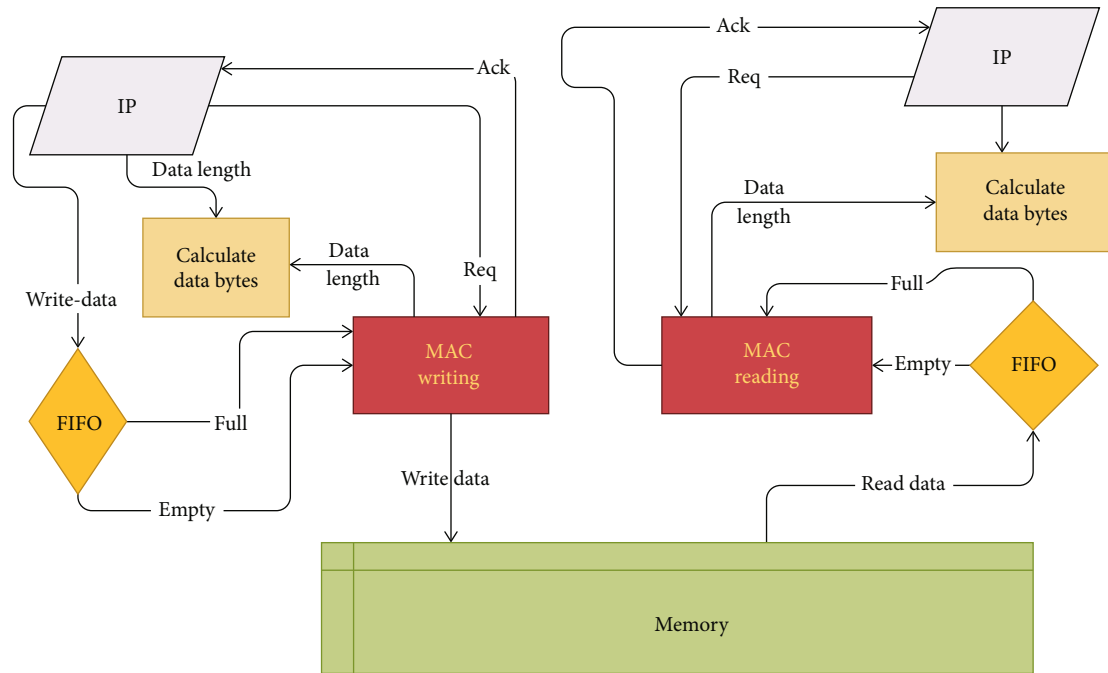 Ack
IP
Req
Ack
IP
Data length
Data
length
Calculate
data bytes
Calculate
data bytes
Data
length
Req
Write-data
Full
MAC
writing
MAC
reading
Empty
FIFO
FIFO
Full
Write data
Read data
Empty
Memory